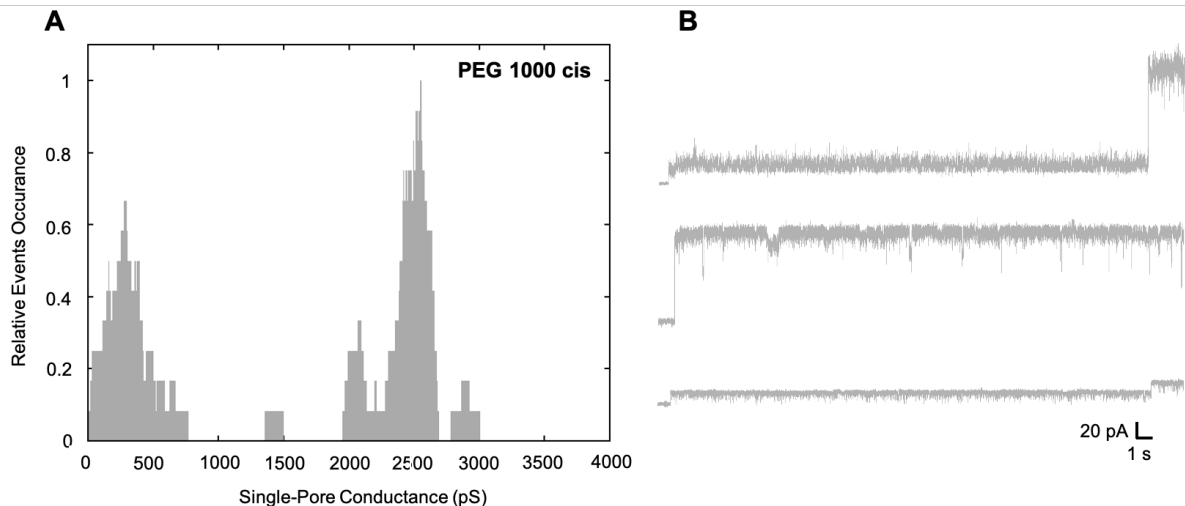 A
PEG 1000 cis
Relative Events Occurance
1
0.8
0.6
0.4
0.2
0
0 500 1000 1500 2000 2500 3000 3500 4000
Single-Pore Conductance (pS)
B
20 pA
1 s